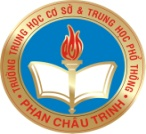 TRƯỜNG TRUNG HỌC CƠ SỞ & TRUNG HỌC PHỔ THÔNG
PHAN CHÂU TRINH